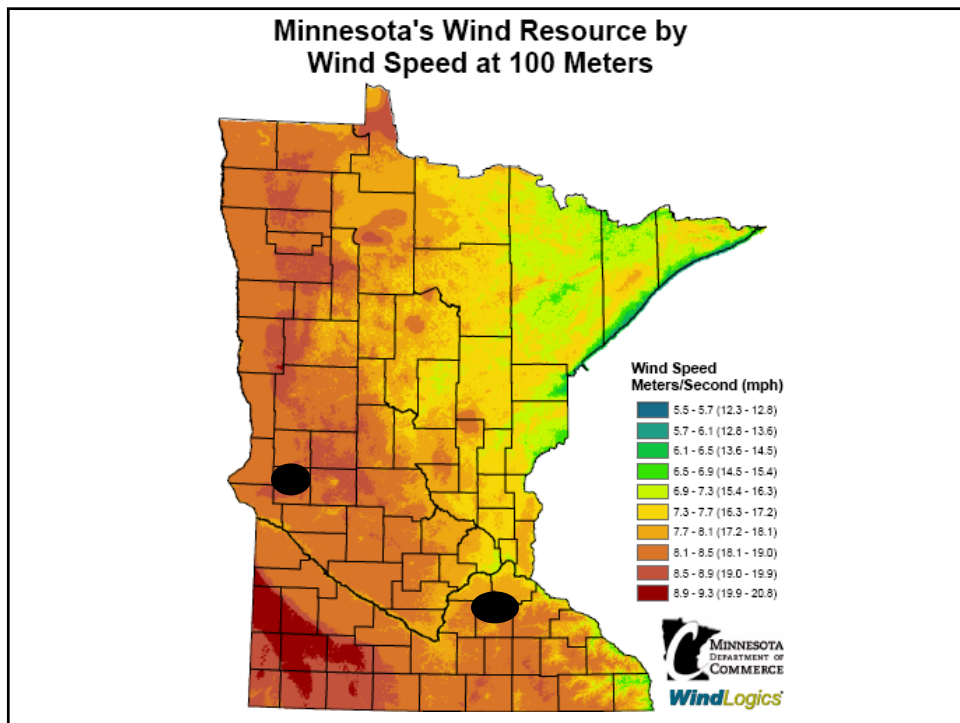 Minnesota's Wind Resource by
Wind Speed at 100 Meters
Wind Speed
Meters/Second (mph)
5.5 - 5.7 (12.3 - 12.8)
5.7 - 6.1 (12.8 - 13.6)
6.1 - 6.5 (13.6 - 14.5)
6.5 - 6.9 (14.5 - 15.4)
6.9 - 7.3 (15.4 - 16.3)
7.3 - 7.7 (16.3 - 17.2)
7.7 - 8.1 (17.2 - 18.1)
8.1 - 8.5 (18.1 - 19.0)
8.5 - 8.9 (19.0 - 19.9)
8.9 - 9.3 (19.9 - 20.8)
MINNESOTA
DEPARTMENT OF
COMMERCE
WindLogics